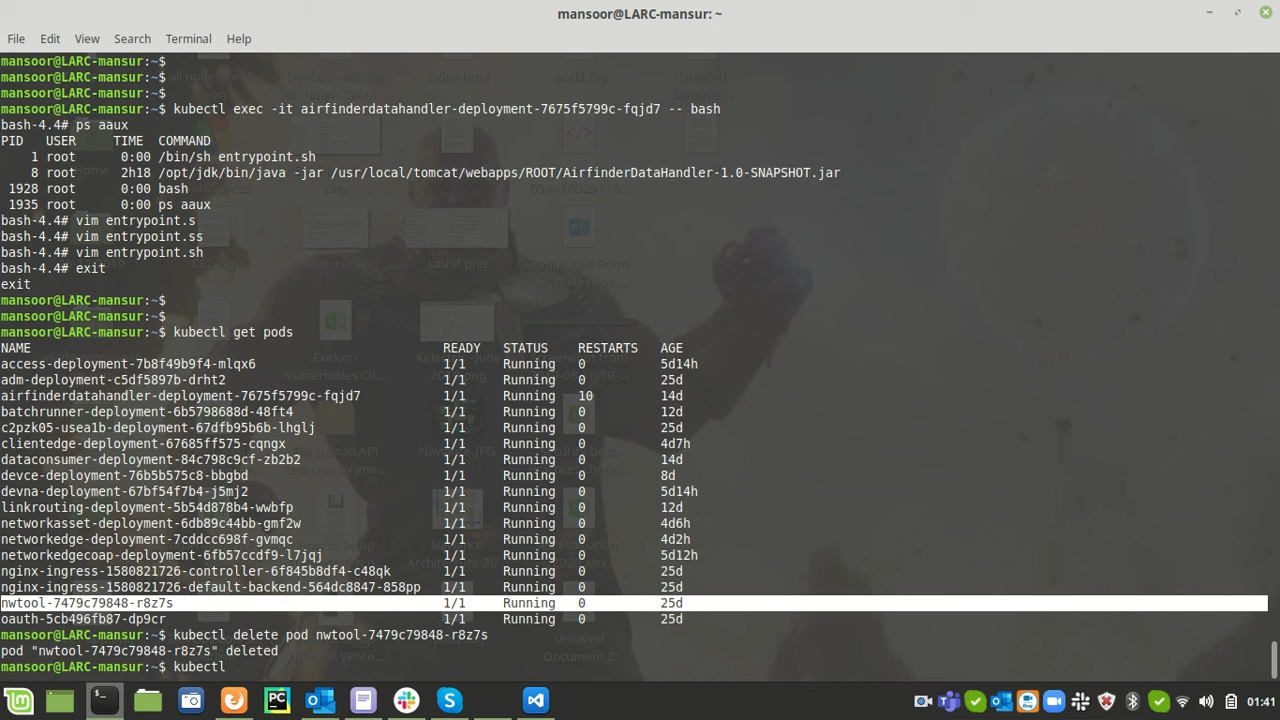 mansoor@LARC-mansur: ~
File Edit View Search Terminal Help
mansoor@LARC-mansur:~$
mansoor@LARC-mansur:~$
mansoor@LARC-mansur:~$
mansoor@LARC-mansur:~$ kubectl exec -it airfinderdatahandler-deployment-7675f5799c-fqjd7 -- bash
bash-4.4# ps aaux
PID USER TIME COMMAND
1 root 0:00 /bin/sh entrypoint.sh
8 root 2h18 /opt/jdk/bin/java -jar /usr/local/tomcat/webapps/ROOT/AirfinderDataHandler-1.0-SNAPSHOT.jar
1928 root 0:00 bash
1935 root 0:00 ps aaux
bash-4.4# vim entrypoint.s
bash-4.4# vim entrypoint.ss
bash-4.4# vim entrypoint.sh
bash-4.4# exit
exit
mansoor@LARC-mansur:~$
mansoor@LARC-mansur:~$
mansoor@LARC-mansur:~$ kubectl get pods
NAME READY STATUS RESTARTS AGE
access-deployment-7b8f49b9f4-mlqx6 1/1 Running 0 5d14h
adm-deployment-c5df5897b-drht2 1/1 Running 0 25d
airfinderdatahandler-deployment-7675f5799c-fqjd7 1/1 Running 10 14d
batchrunner-deployment-6b5798688d-48ft4 1/1 Running 0 12d
c2pzk05-usea1b-deployment-67dfb95b6b-lhglj 1/1 Running 0 25d
clientedge-deployment-67685ff575-cqngx 1/1 Running 0 4d7h
dataconsumer-deployment-84c798c9cf-zb2b2 1/1 Running 0 14d
devce-deployment-76b5b575c8-bbgbd 1/1 Running 0 8d
devna-deployment-67bf54f7b4-j5mj2 1/1 Running 0 5d14h
linkrouting-deployment-5b54d878b4-wwbfp 1/1 Running 0 12d
networkasset-deployment-6db89c44bb-gmf2w 1/1 Running 0 4d6h
networkedge-deployment-7cddcc698f-gvmqc 1/1 Running 0 4d2h
networkedgecoap-deployment-6fb57ccdf9-l7jqj 1/1 Running 0 5d12h
nginx-ingress-1580821726-controller-6f845b8df4-c48qk 1/1 Running 0 25d
nginx-ingress-1580821726-default-backend-564dc8847-858pp 1/1 Running 0 25d
nwtool-7479c79848-r8z7s 1/1 Running 0 25d
oauth-5cb496fb87-dp9cr 1/1 Running 0 25d
mansoor@LARC-mansur:~$ kubectl delete pod nwtool-7479c79848-r8z7s
pod "nwtool-7479c79848-r8z7s" deleted
mansoor@LARC-mansur:~$ kubectl
01:41